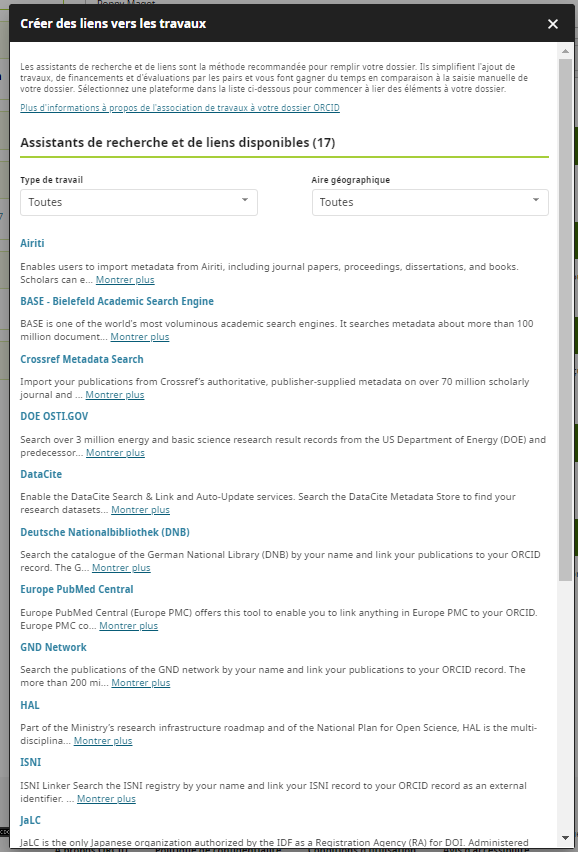 Créer des liens vers les travaux
Les assistants de recherche et de liens sont la méthode recommandée pour remplir votre dossier. Ils simplifient l'ajout de
travaux, de financements et d'évaluations par les pairs et vous font gagner du temps en comparaison à la saisie manuelle de
votre dossier. Sélectionnez une plateforme dans la liste ci-dessous pour commencer à lier des éléments à votre dossier.
Plus d'informations à propos de l'association de travaux à votre dossier ORCID
Assistants de recherche et de liens disponibles (17)
Type de travail
Aire géographique
Toutes
Toutes
Airiti
Enables users to import metadata from Airiti, including journal papers, proceedings, dissertations, and books.
Scholars can e... Montrer plus
BASE - Bielefeld Academic Search Engine
BASE is one of the world's most voluminous academic search engines. It searches metadata about more than 100
million document... Montrer plus
Crossref Metadata Search
Import your publications from Crossref's authoritative, publisher-supplied metadata on over 70 million scholarly
journal and ... Montrer plus
DOE OSTI.GOV
Search over 3 million energy and basic science research result records from the US Department of Energy (DOE) and
predecessor... Montrer plus
DataCite
Enable the DataCite Search & Link and Auto-Update services. Search the DataCite Metadata Store to find your
research datasets... Montrer plus
Deutsche Nationalbibliothek (DNB)
Search the catalogue of the German National Library (DNB) by your name and link your publications to your ORCID
record. The G... Montrer plus
Europe PubMed Central
Europe PubMed Central (Europe PMC) offers this tool to enable you to link anything in Europe PMC to your ORCID.
Europe PMC co... Montrer plus
GND Network
Search the publications of the GND network by your name and link your publications to your ORCID record. The
more than 200 mi... Montrer plus
HAL
Part of the Ministry's research infrastructure roadmap and of the National Plan for Open Science, HAL is the multi-
disciplina... Montrer plus
ISNI
ISNI Linker Search the ISNI registry by your name and link your ISNI record to your ORCID record as an external
identifier. ... Montrer plus
JaLC
JaLC is the only Japanese organization authorized by the IDF as a Registration Agency (RA) for DOI. Administered